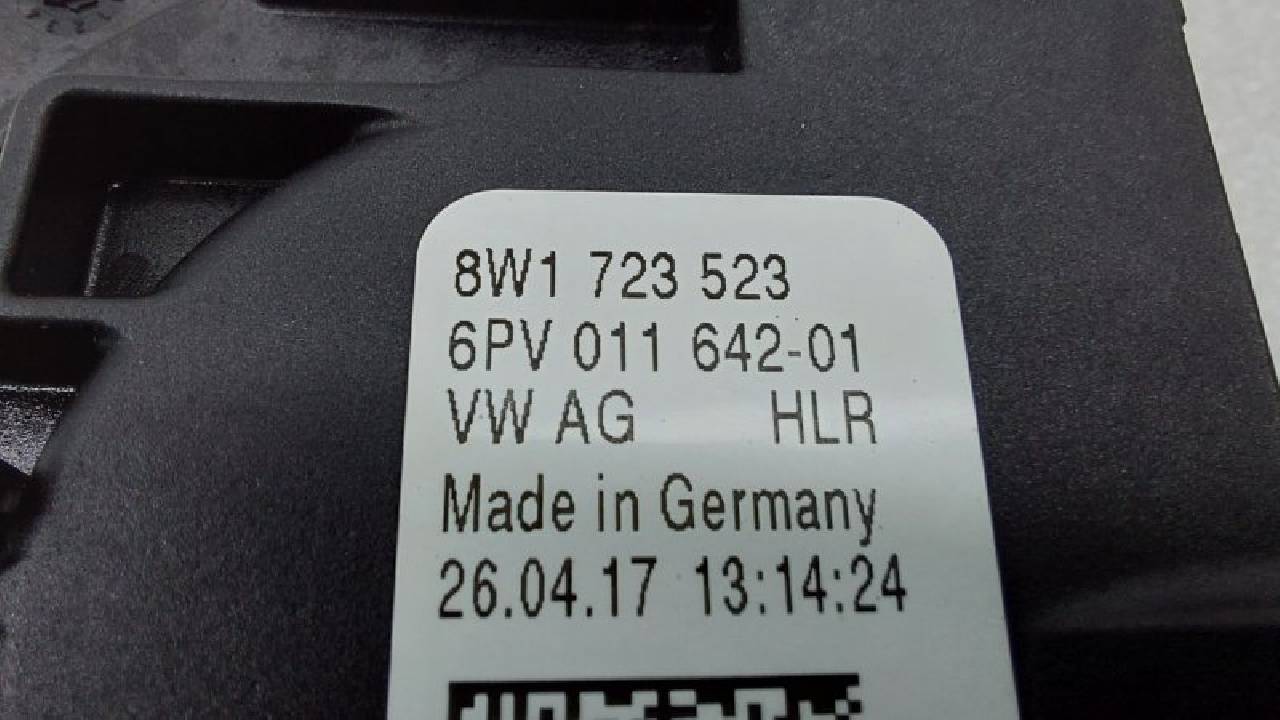 8W1 723 523
6PV 011 642-01
VW AG HLR
Made in Germany
26.04.17 13:14:24